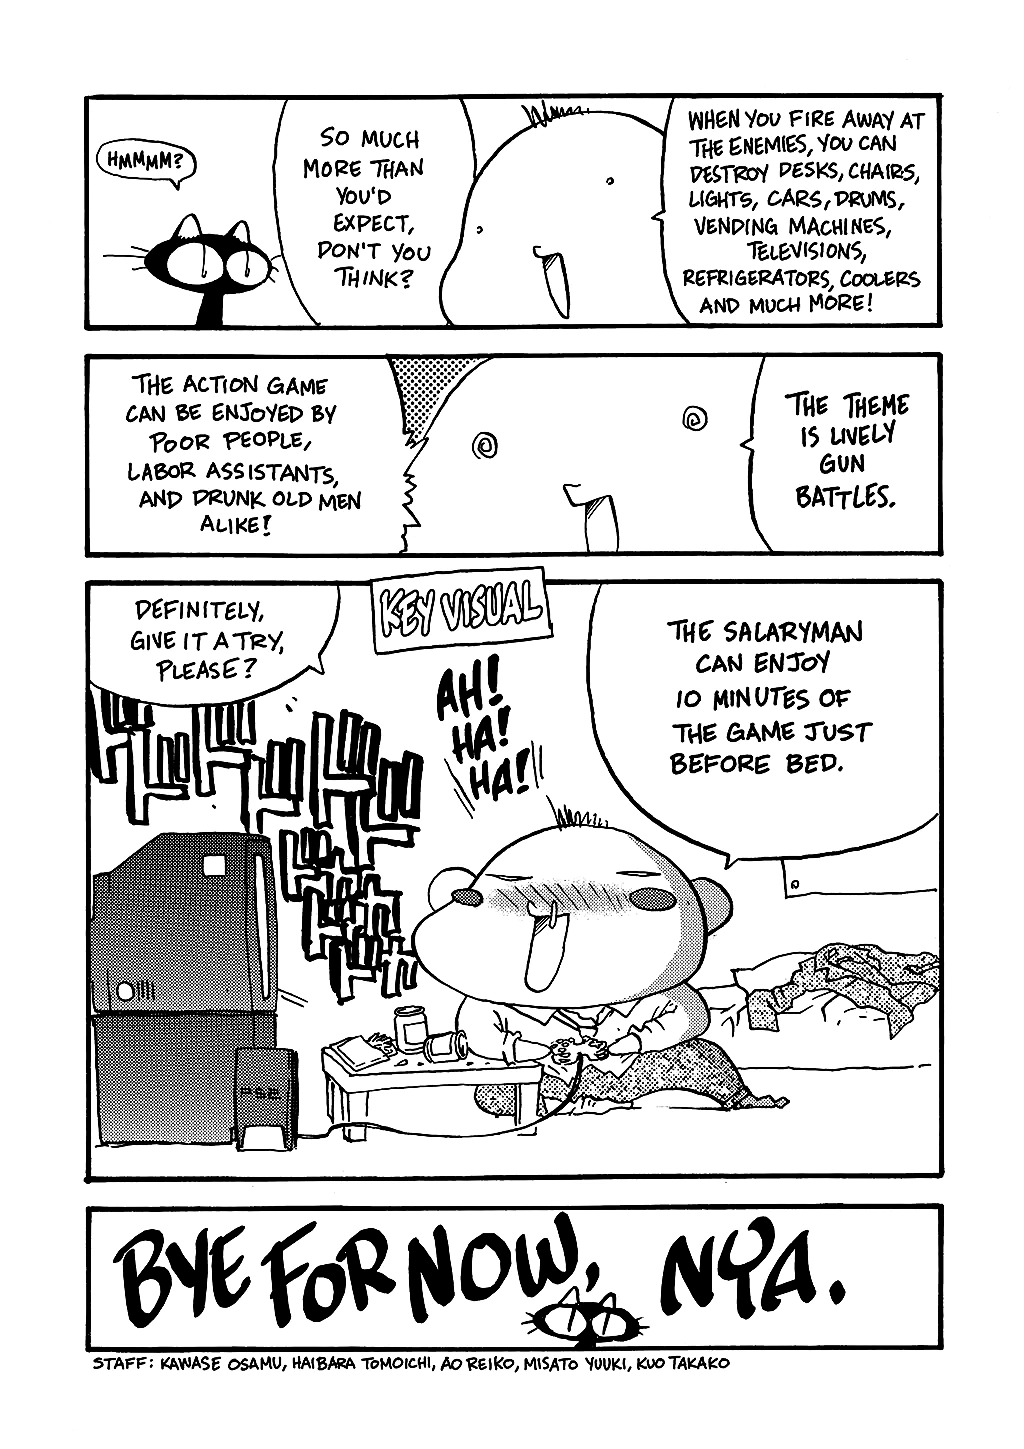 WHEN YOU FIRE AWAY AT
THE ENEMIES, YOU CAN
DESTROY DESKS, CHAIRS,
LIGHTS, CARS, DRUMS,
VENDING MACHINES,
TELEVISIONS,
REFRIGERATORS, COOLERS
AND MUCH MORE!
SO MUCH
MORE THAN
YOU'D
EXPECT,
DON'T YOU
THINK?
HMMMM?
THE THEME
IS LIVELY
GUN
BATTLES.
THE ACTION GAME
CAN BE ENJOYED BY
POOR PEOPLE,
LABOR ASSISTANTS,
AND DRUNK OLD MEN
ALIKE!
THE SALARYMAN
CAN ENJOY
10 MINUTES OF
THE GAME JUST
BEFORE BED.
KEY VISUAL
AH!
HA!
HA!
DEFINITELY,
GIVE IT A TRY,
PLEASE?
BYE FOR NOW, NYA.
STAFF: KAWASE OSAMU, HAIBARA TOMOICHI, AO REIKO, MISATO YUUKI, KUO TAKAKO